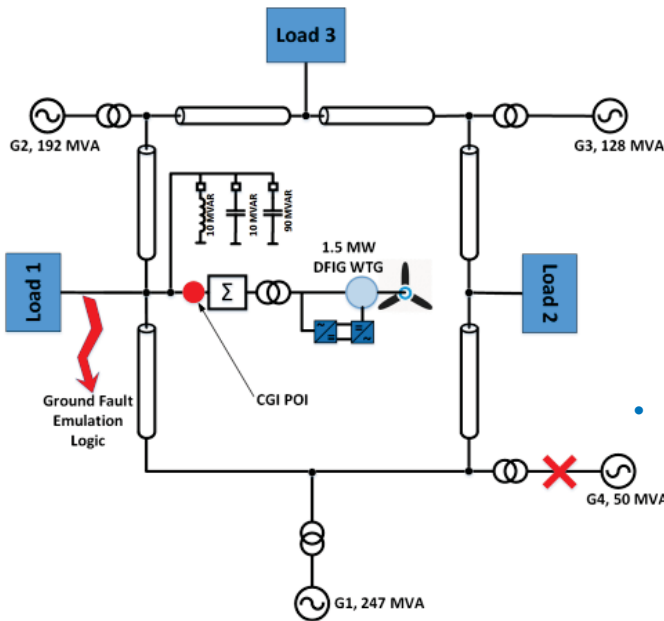 Load 3
G2, 192 MVA
G3, 128 MVA
10 MVAR
10 MVAR
90 MVAR
1.5 MW
DFIG WTG
Load 1
Σ
Load 2
Ground Fault
Emulation
Logic
CGI POI
G4, 50 MVA
G1, 247 MVA